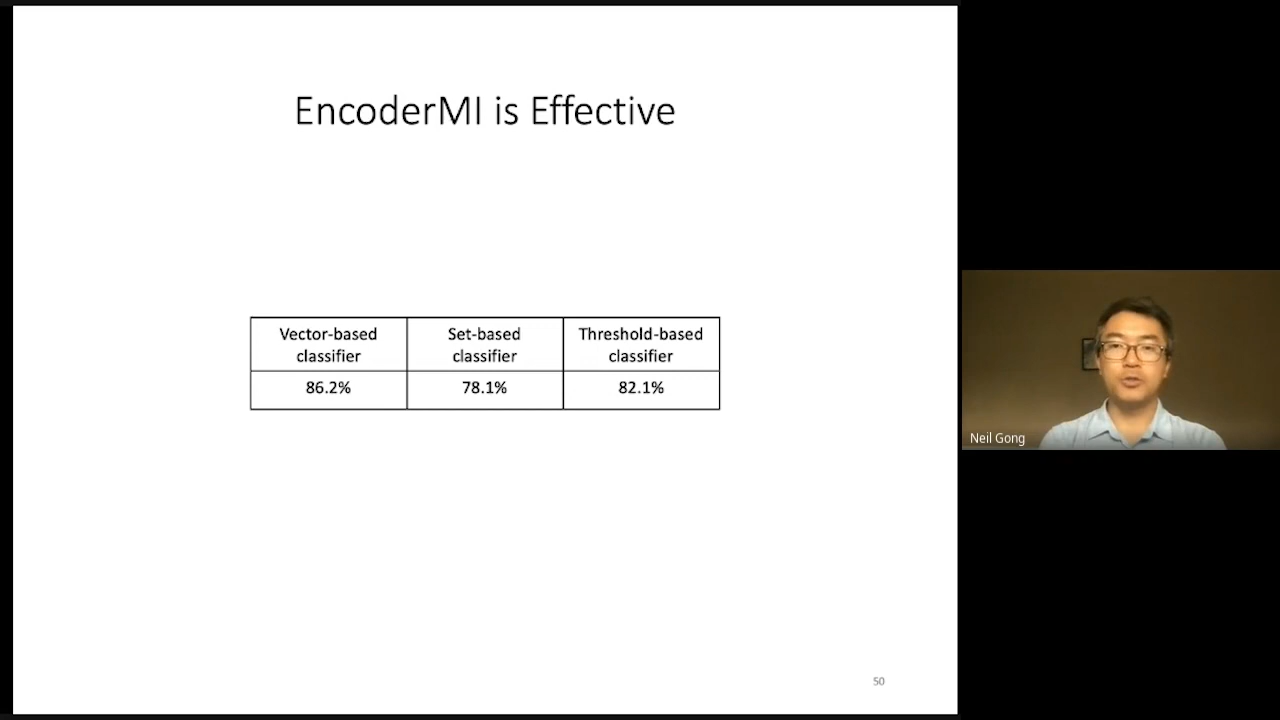 EncoderMI is Effective
Vector-based classifier
Set-based classifier
Threshold-based classifier
86.2%
78.1%
82.1%
50
Neil Gong